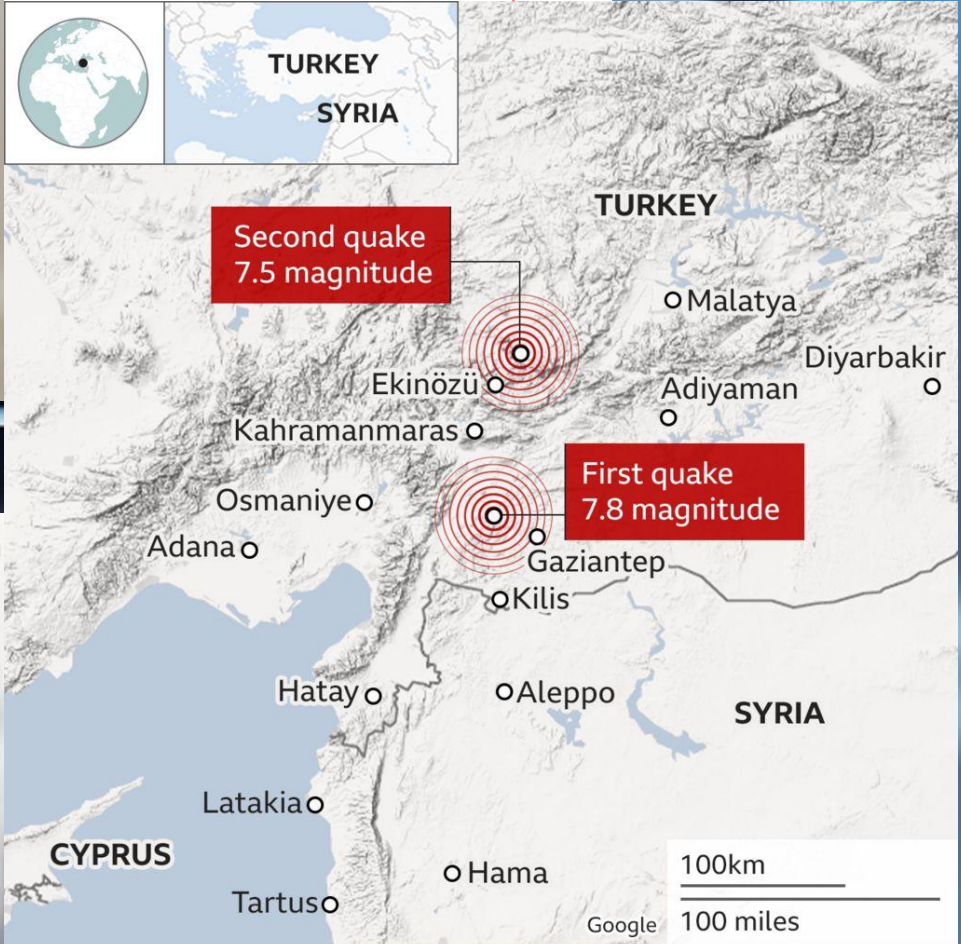 TURKEY
SYRIA
TURKEY
Second quake
7.5 magnitude
Malatya
Diyarbakir
Ekinözü
Adiyaman
Kahramanmaras
First quake
7.8 magnitude
Osmaniye
Adana
Gaziantep
Kilis
Hatay
Aleppo
SYRIA
Latakia
CYPRUS
Hama
Tartus
100km
100 miles
Google